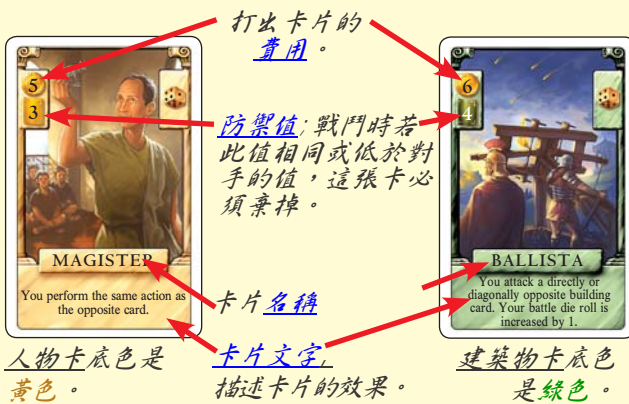 打出卡片的
費用。
5
3
6
4
防禦值;戰鬥時若
此值相同或低於對
手的值，這張卡必
須棄掉。
MAGISTER
You perform the same action as
the opposite card.
BALLISTA
You attack a directly or
diagonally opposite building
card. Your battle die roll is
increased by 1.
卡片名稱
卡片文字,
描述卡片的效果。
人物卡底色是
黃色。
建築物卡底色
是綠色。